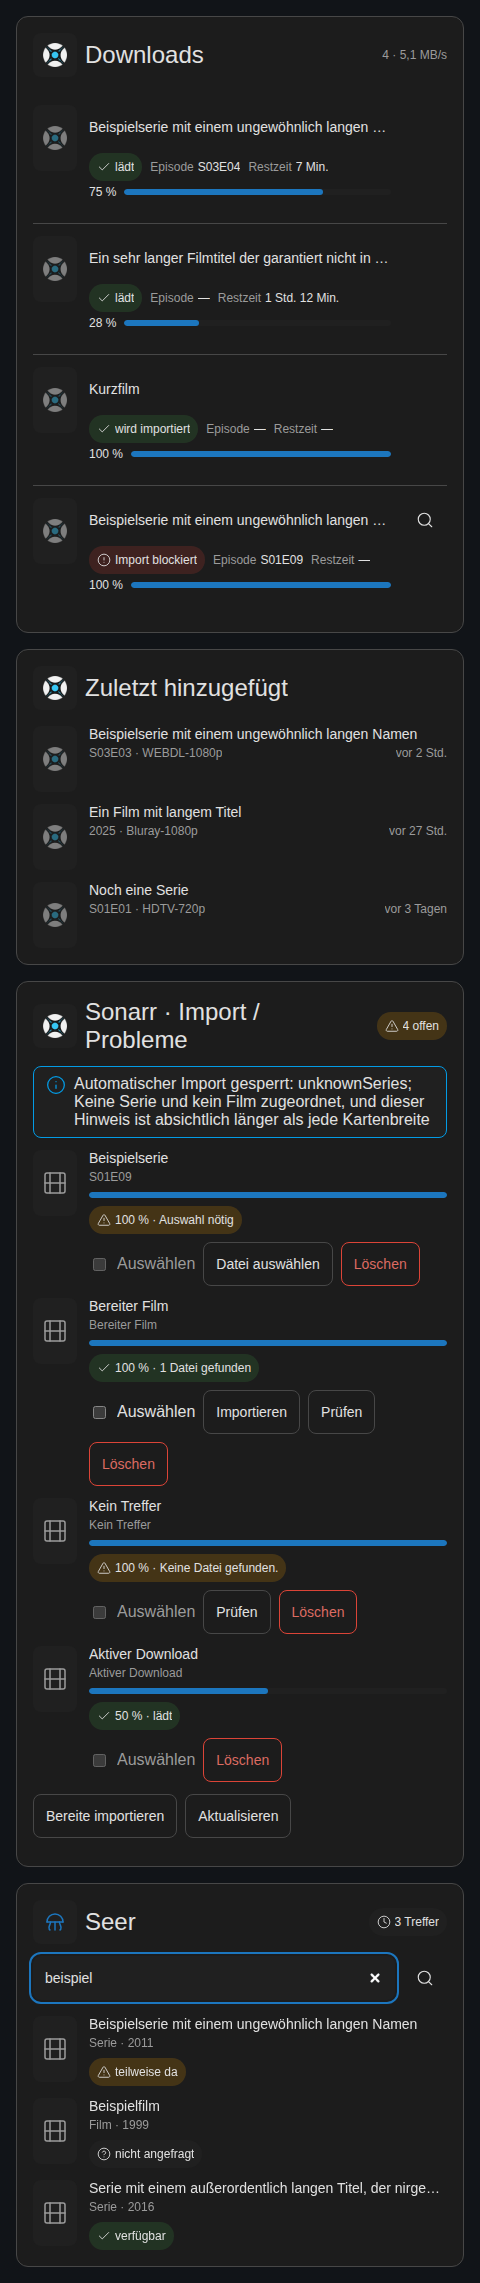 Downloads
4 · 5,1 MB/s
Beispielserie mit einem ungewöhnlich langen …
lädt Episode S03E04 Restzeit 7 Min.
75 %
Ein sehr langer Filmtitel der garantiert nicht in …
lädt Episode — Restzeit 1 Std. 12 Min.
28 %
Kurzfilm
wird importiert Episode — Restzeit —
100 %
Beispielserie mit einem ungewöhnlich langen …
Import blockiert Episode S01E09 Restzeit —
100 %
Zuletzt hinzugefügt
Beispielserie mit einem ungewöhnlich langen Namen
S03E03 · WEBDL-1080p vor 2 Std.
Ein Film mit langem Titel
2025 · Bluray-1080p vor 27 Std.
Noch eine Serie
S01E01 · HDTV-720p vor 3 Tagen
Sonarr · Import /
Probleme
4 offen
Automatischer Import gesperrt: unknownSeries;
Keine Serie und kein Film zugeordnet, und dieser
Hinweis ist absichtlich länger als jede Kartenbreite
Beispielserie
S01E09
100 % · Auswahl nötig
Auswählen Datei auswählen Löschen
Bereiter Film
Bereiter Film
100 % · 1 Datei gefunden
Auswählen Importieren Prüfen
Löschen
Kein Treffer
Kein Treffer
100 % · Keine Datei gefunden.
Auswählen Prüfen Löschen
Aktiver Download
Aktiver Download
50 % · lädt
Auswählen Löschen
Bereite importieren Aktualisieren
Seer
3 Treffer
beispiel
Beispielserie mit einem ungewöhnlich langen Namen
Serie · 2011
teilweise da
Beispielfilm
Film · 1999
nicht angefragt
Serie mit einem außerordentlich langen Titel, der nirge…
Serie · 2016
verfügbar